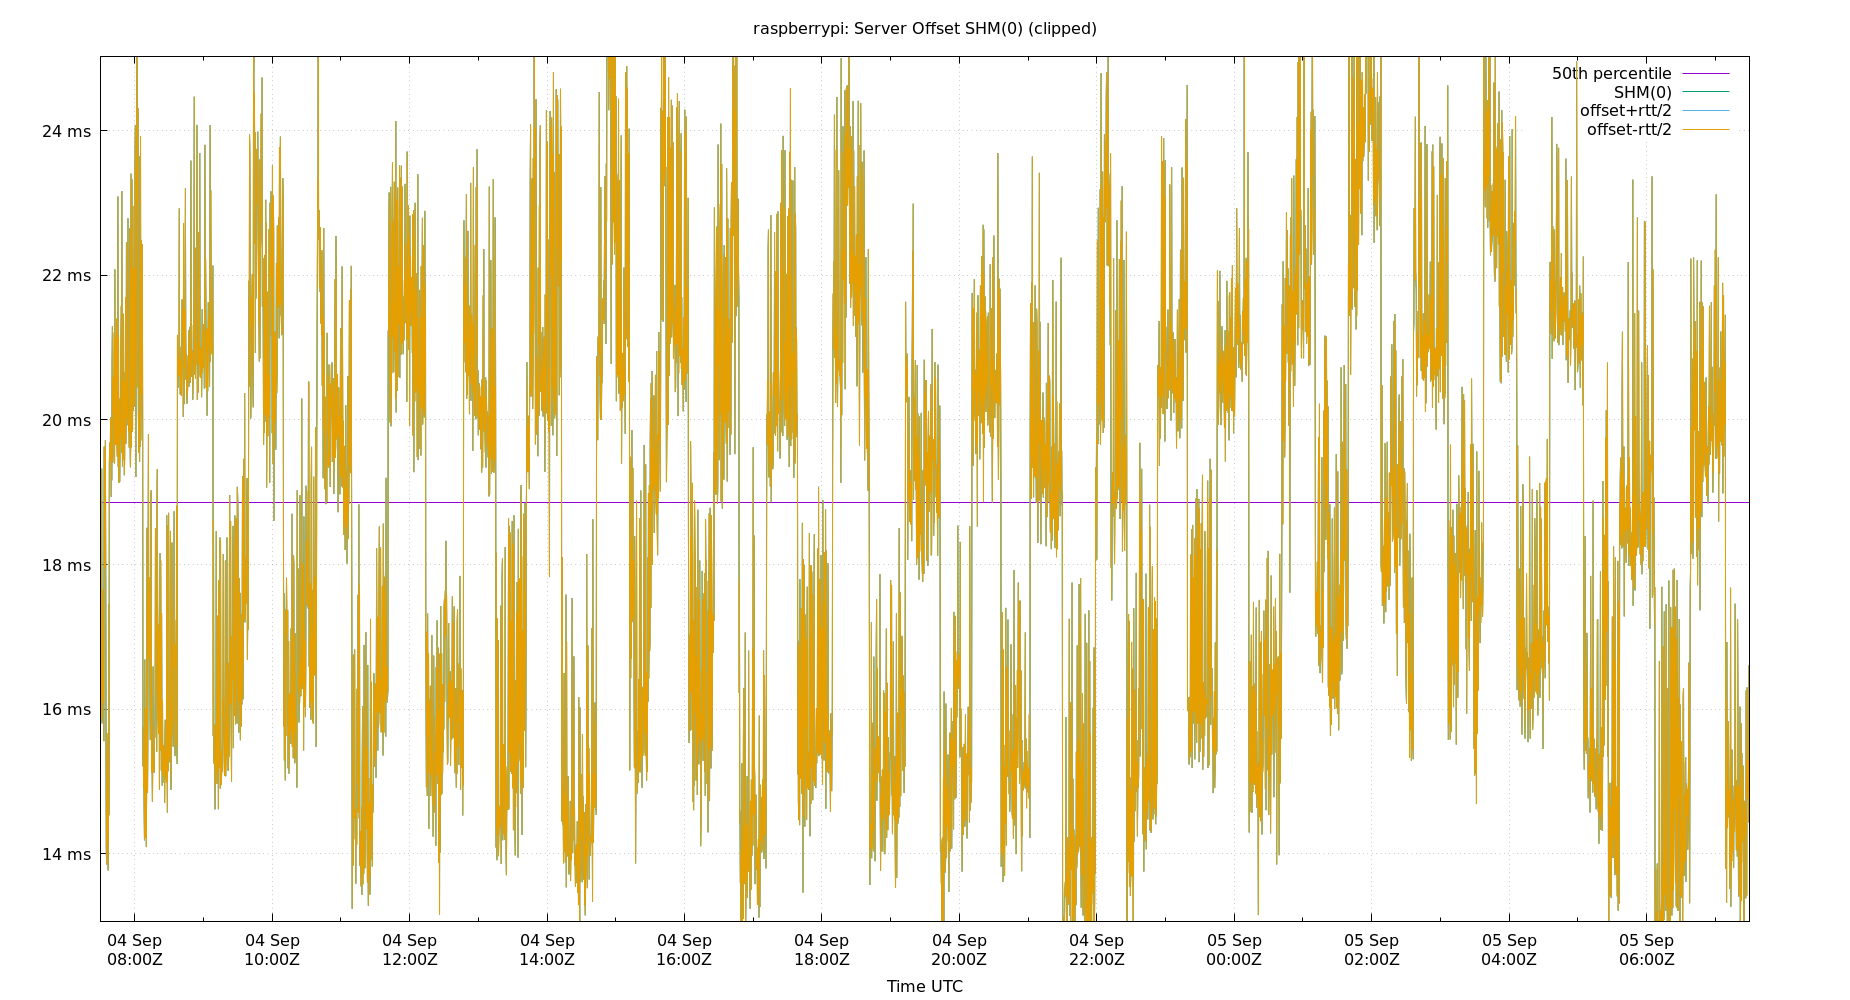 raspberrypi: Server Offset SHM(0) (clipped)
50th percentile
SHM(0)
offset+rtt/2
offset-rtt/2
24 ms
22 ms
20 ms
18 ms
16 ms
14 ms
04 Sep 04 Sep 04 Sep 04 Sep 04 Sep 04 Sep 04 Sep 04 Sep 05 Sep 05 Sep 05 Sep 05 Sep
08:00Z 10:00Z 12:00Z 14:00Z 16:00Z 18:00Z 20:00Z 22:00Z 00:00Z 02:00Z 04:00Z 06:00Z
Time UTC